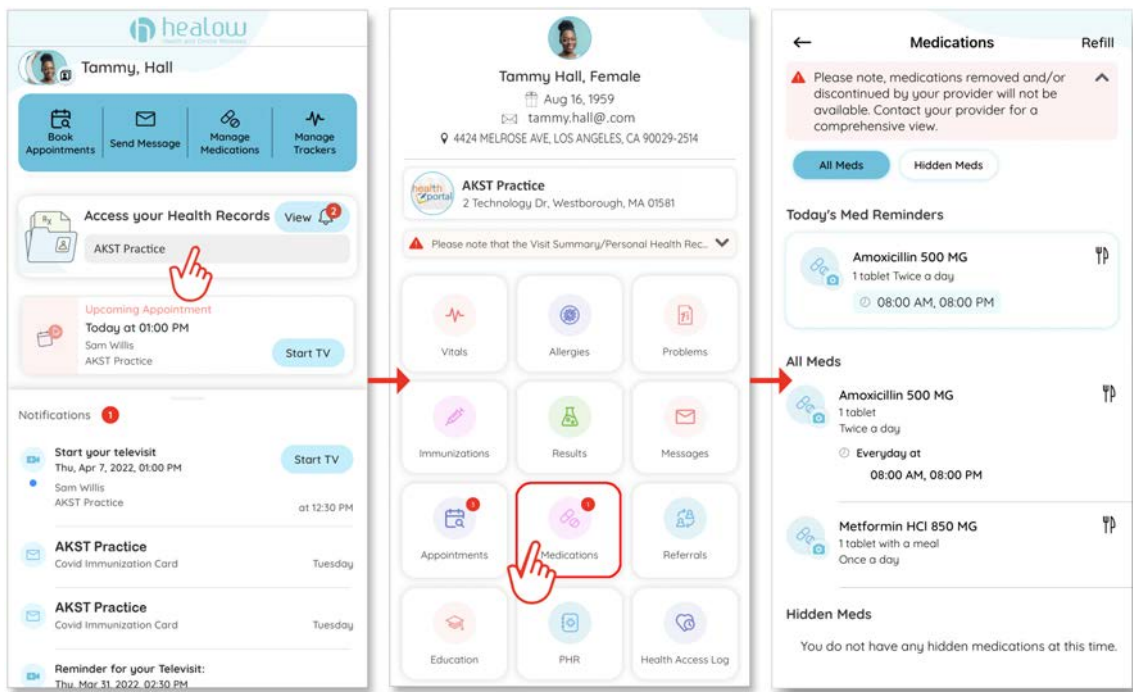 healow
Health and Online Wellness
Tammy, Hall
Book
Appointments
Send Message
Manage
Medications
Manage
Trackers
Access your Health Records
View
2
AKST Practice
Upcoming Appointment
Today at 01:00 PM
Sam Willis
AKST Practice
Start TV
Notifications 1
Start your televisit
Thu, Apr 7, 2022, 01:00 PM
Start TV
Sam Willis
AKST Practice
at 12:30 PM
AKST Practice
Covid Immunization Card
Tuesday
AKST Practice
Covid Immunization Card
Tuesday
Reminder for your Televisit:
Thu, Mar 31, 2022, 02:30 PM
Tammy Hall, Female
Aug 16, 1959
tammy.hall@.com
4424 MELROSE AVE, LOS ANGELES, CA 90029-2514
health
portal
AKST Practice
2 Technology Dr, Westborough, MA 01581
Please note that the Visit Summary/Personal Health Rec..
Vitals
Allergies
Problems
Immunizations
Results
Messages
1
Appointments
1
Medications
Referrals
Education
PHR
Health Access Log
Medications
Refill
Please note, medications removed and/or
discontinued by your provider will not be
available. Contact your provider for a
comprehensive view.
All Meds
Hidden Meds
Today's Med Reminders
Amoxicillin 500 MG
1 tablet Twice a day
08:00 AM, 08:00 PM
All Meds
Amoxicillin 500 MG
1 tablet
Twice a day
Everyday at
08:00 AM, 08:00 PM
Metformin HCl 850 MG
1 tablet with a meal
Once a day
Hidden Meds
You do not have any hidden medications at this time.